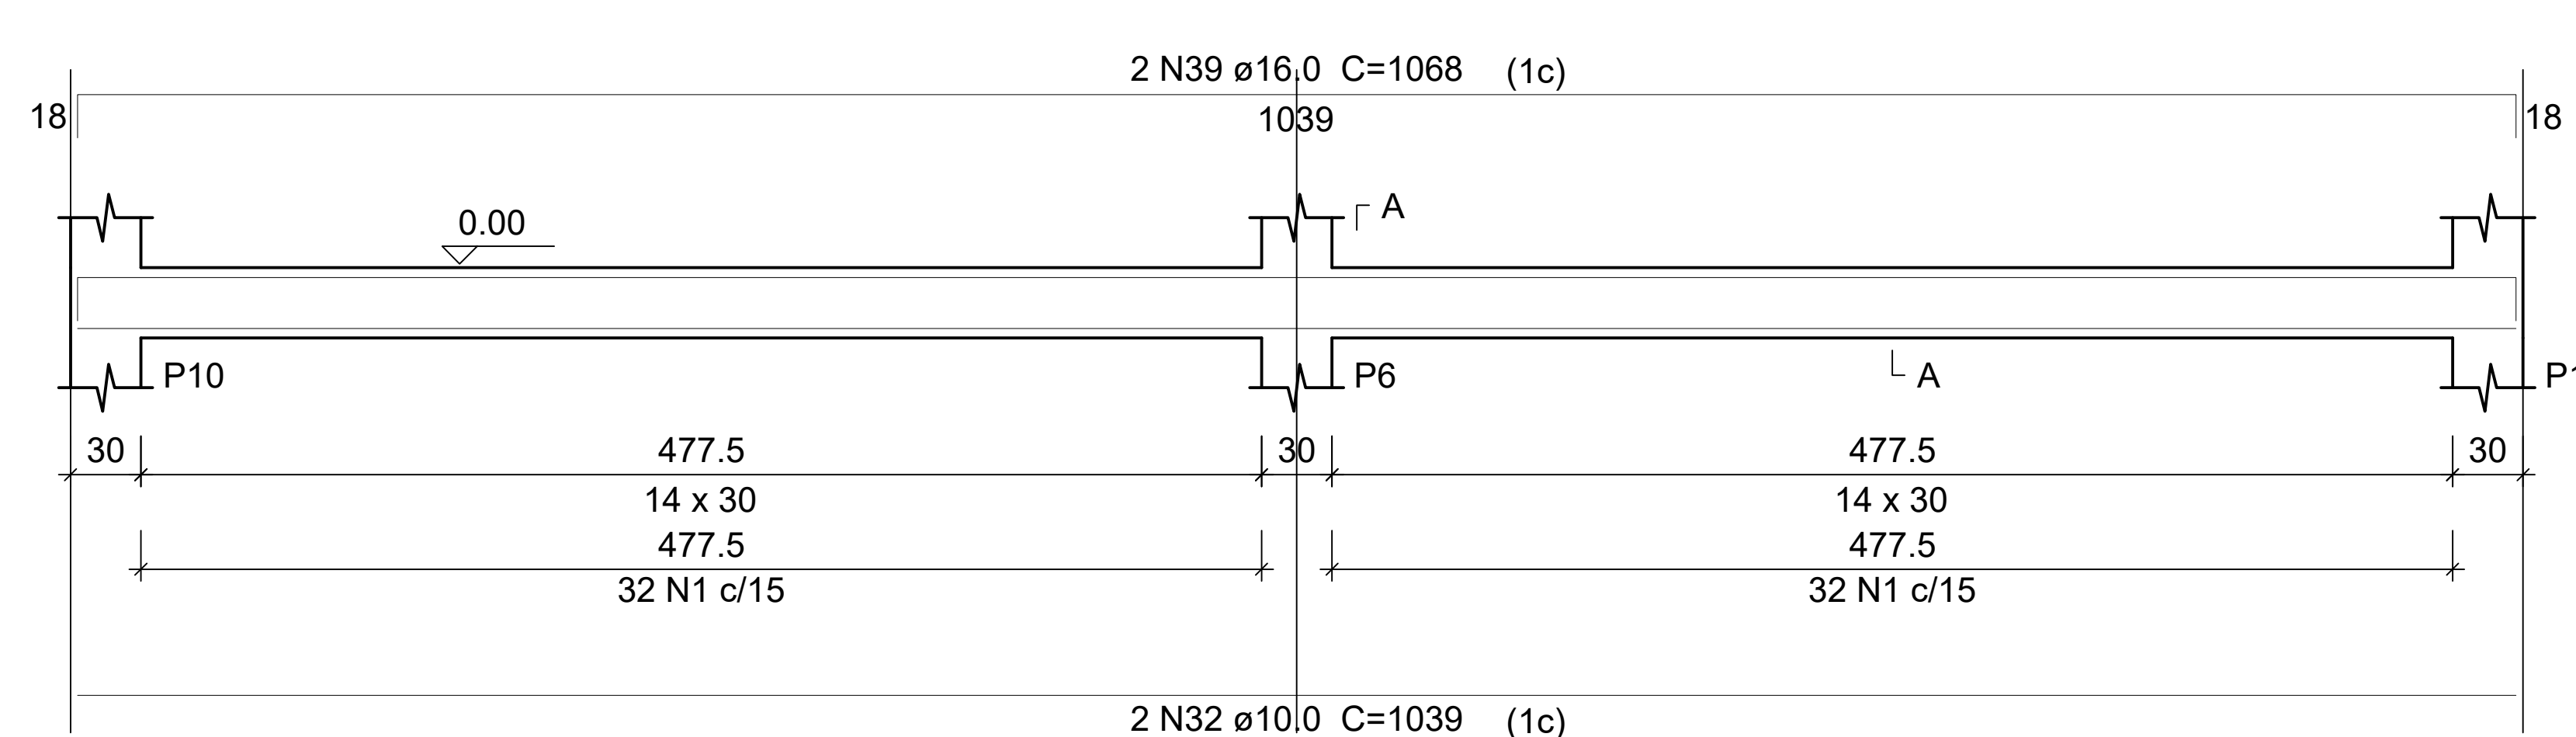 2 N39 ø16.0 C=1068 (1c)
18 1039 18
A
0.00
P10 P6 A P1
30 477.5 30 477.5 30
14 x 30 14 x 30
477.5 477.5
32 N1 c/15 32 N1 c/15
2 N32 ø10.0 C=1039 (1c)